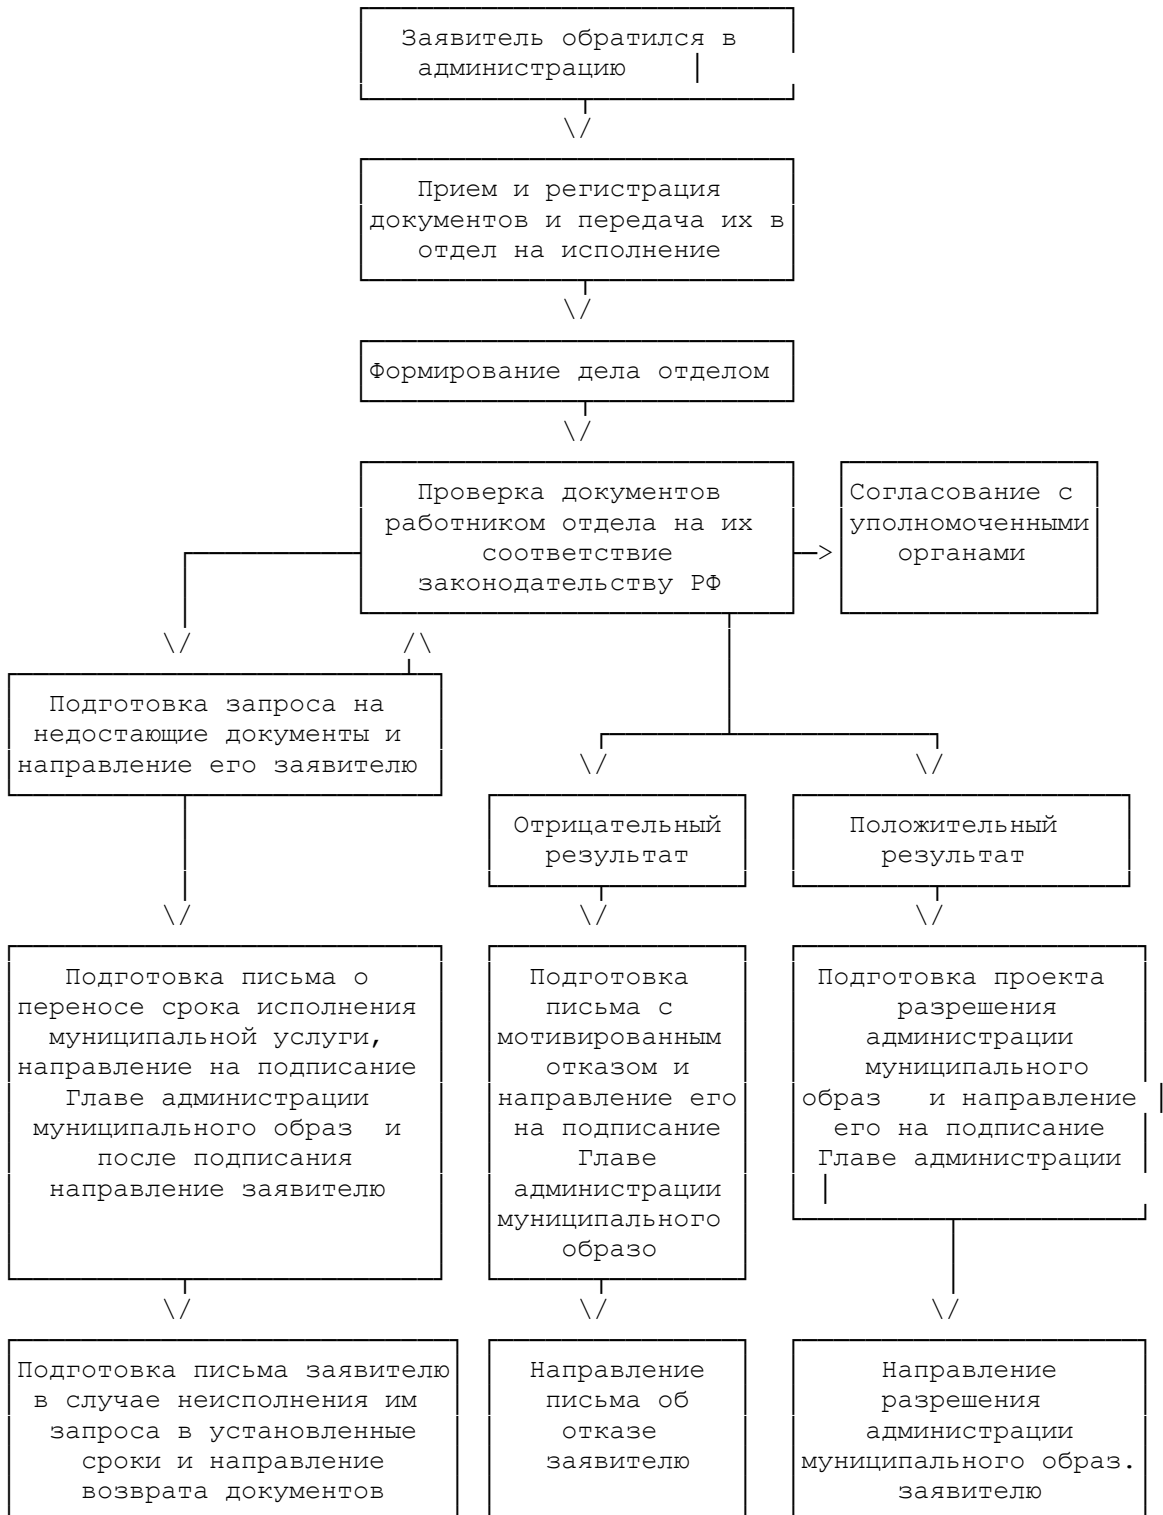 Заявитель обратился в
администрацию
Прием и регистрация
документов и передача их в
отдел на исполнение
Формирование дела отделом
Проверка документов
работником отдела на их
соответствие
законодательству РФ
Согласование с
уполномоченными
органами
Подготовка запроса на
недостающие документы и
направление его заявителю
Отрицательный
результат
Положительный
результат
Подготовка письма о
переносе срока исполнения
муниципальной услуги,
направление на подписание
Главе администрации
муниципального образ и
после подписания
направление заявителю
Подготовка
письма с
мотивированным
отказом и
направление его
на подписание
Главе
администрации
муниципального
образо
Подготовка проекта
разрешения
администрации
муниципального
образ и направление
его на подписание
Главе администрации
Подготовка письма заявителю
в случае неисполнения им
запроса в установленные
сроки и направление
возврата документов
Направление
письма об
отказе
заявителю
Направление
разрешения
администрации
муниципального образ.
заявителю